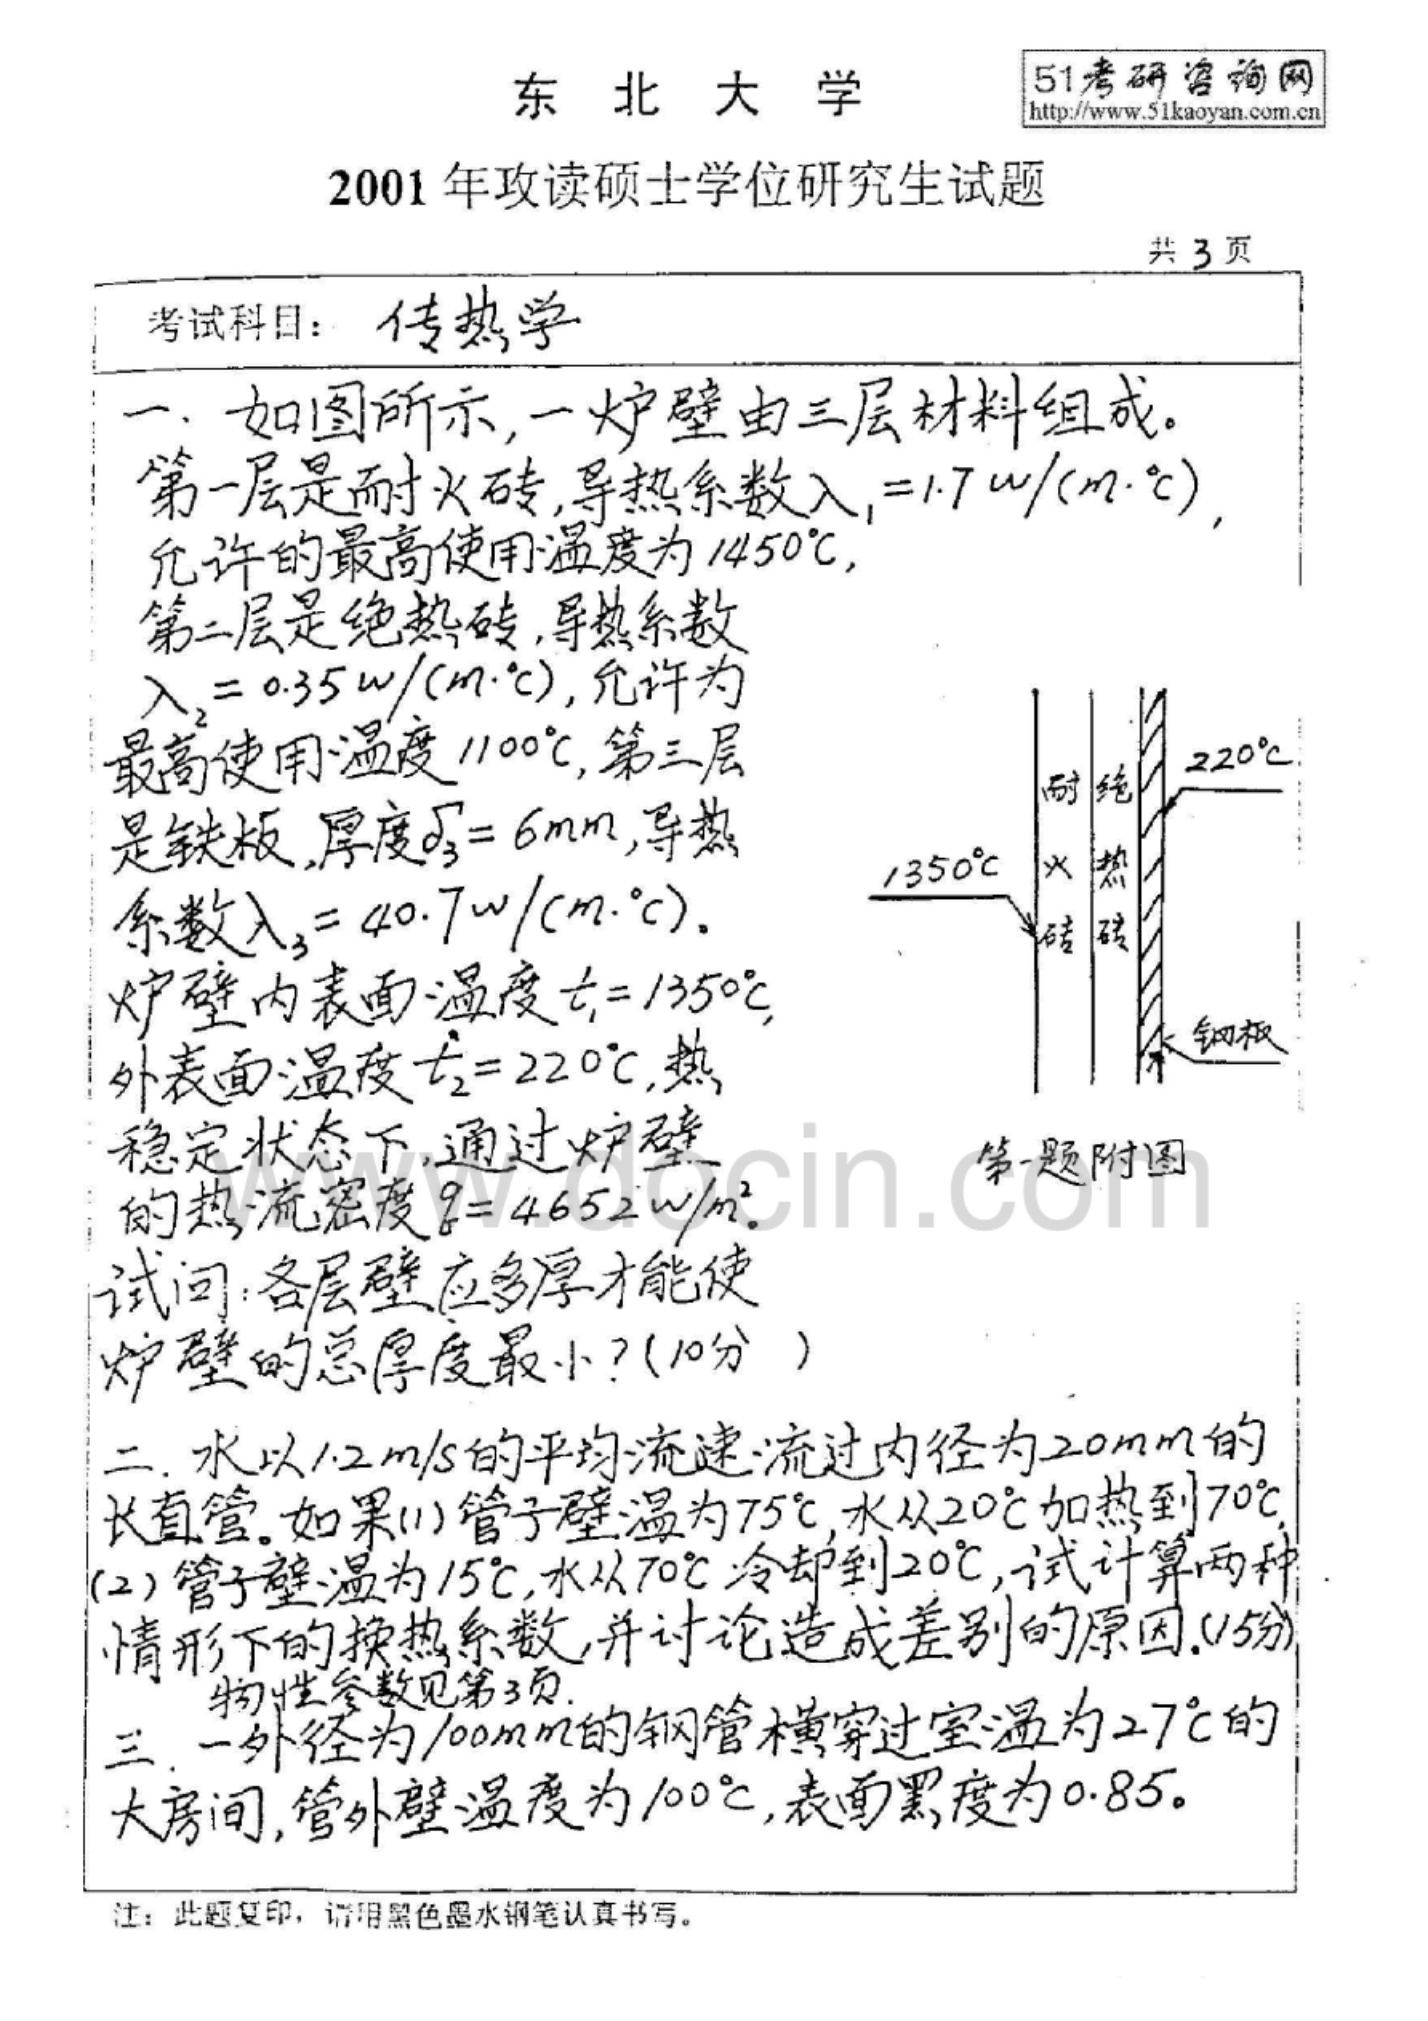 东 北 大 学
51考研咨询网
http://www.51kaoyan.com.cn
2001 年攻读硕士学位研究生试题
共 3 页
考试科目: 传热学
一. 如图所示,一炉壁由三层材料组成。
第一层是耐火砖,导热系数λ₁=1.7W/(m·℃),
允许的最高使用温度为1450℃,
第二层是绝热砖,导热系数
λ₂=0.35W/(m·℃),允许为
最高使用温度1100℃,第三层
是铁板,厚度δ₃=6mm,导热
系数λ₃=40.7W/(m·℃)。
炉壁内表面温度t₁=1350℃,
外表面温度t₂=220℃,热
稳定状态下,通过炉壁
的热流密度q=4652W/m²。
试问:各层壁应多厚才能使
炉壁的总厚度最小?(10分)
220℃
1350℃
耐火砖
绝热砖
钢板
第一题附图
www.docin.com
二. 水以1.2m/s的平均流速流过内径为20mm的
长直管。如果(1)管子壁温为75℃,水从20℃加热到70℃,
(2)管子壁温为15℃,水从70℃冷却到20℃,试计算两种
情形下的换热系数,并讨论造成差别的原因.(15分)
物性参数见第3页.
三. 一外径为100mm的钢管横穿过室温为27℃的
大房间,管外壁温度为100℃,表面黑度为0.85。
注: 此题复印,请用黑色墨水钢笔认真书写。